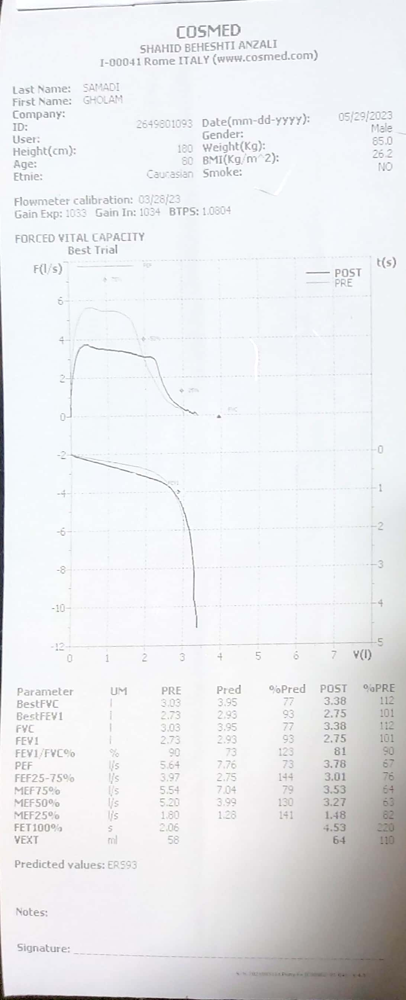 COSMED
SHAHID BEHESHTI ANZALI
I-00041 Rome ITALY (www.cosmed.com)
Last Name: SAMADI
First Name: GHOLAM
Company:
ID: 2649801093 Date(mm-dd-yyyy): 05/29/2023
User: Gender: Male
Height(cm): 180 Weight(Kg): 85.0
Age: 80 BMI(Kg/m^2): 26.2
Etnie: Caucasian Smoke: NO
Flowmeter calibration: 03/28/23
Gain Exp: 1033 Gain In: 1034 BTPS: 1.0804
FORCED VITAL CAPACITY
Best Trial
F(l/s) PEF t(s)
75% POST
PRE
6
4 50%
2
25%
0 FVC
-2 0
FEV1
-4 1
-6 2
-8 3
-10 4
-12 5
0 1 2 3 4 5 6 7 V(l)
Parameter UM PRE Pred %Pred POST %PRE
BestFVC l 3.03 3.95 77 3.38 112
BestFEV1 l 2.73 2.93 93 2.75 101
FVC l 3.03 3.95 77 3.38 112
FEV1 l 2.73 2.93 93 2.75 101
FEV1/FVC% % 90 73 123 81 90
PEF l/s 5.64 7.76 73 3.78 67
FEF25-75% l/s 3.97 2.75 144 3.01 76
MEF75% l/s 5.54 7.04 79 3.53 64
MEF50% l/s 5.20 3.99 130 3.27 63
MEF25% l/s 1.80 1.28 141 1.48 82
FET100% s 2.06 4.53 220
VEXT ml 58 64 110
Predicted values: ERS93
Notes:
Signature: